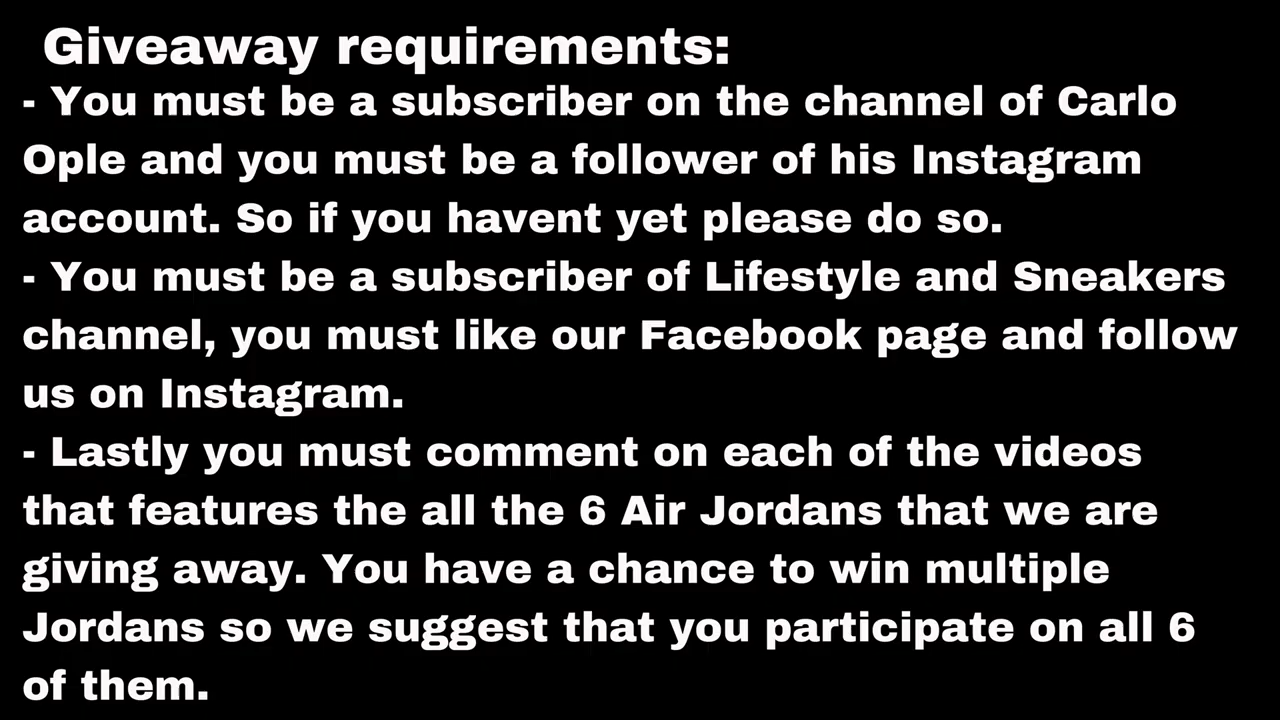 Giveaway requirements:
- You must be a subscriber on the channel of Carlo
Ople and you must be a follower of his Instagram
account. So if you havent yet please do so.
- You must be a subscriber of Lifestyle and Sneakers
channel, you must like our Facebook page and follow
us on Instagram.
- Lastly you must comment on each of the videos
that features the all the 6 Air Jordans that we are
giving away. You have a chance to win multiple
Jordans so we suggest that you participate on all 6
of them.